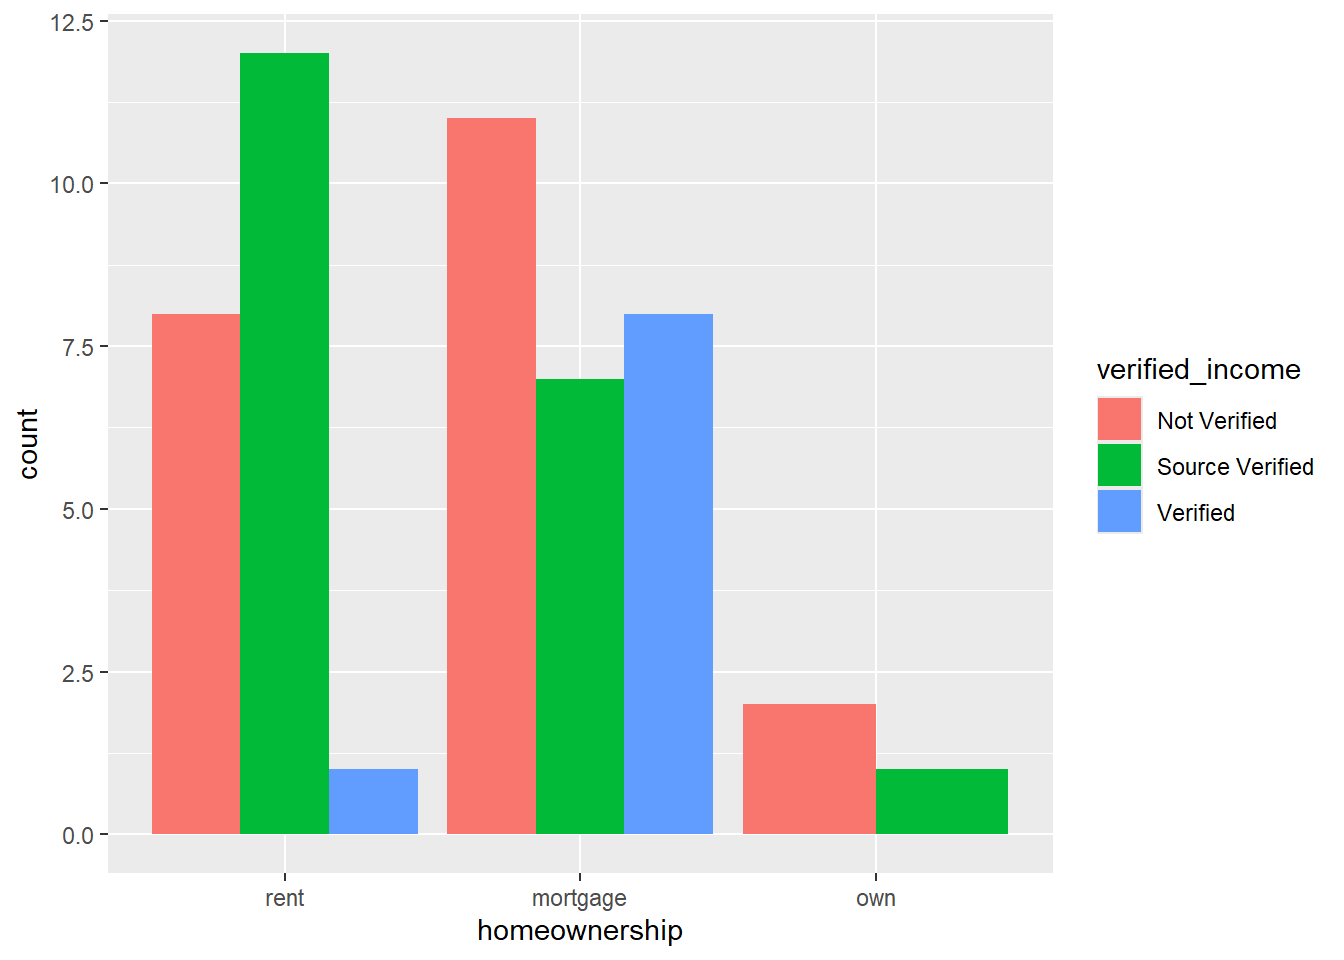 12.5
10.0
7.5
5.0
2.5
0.0
count
rent
mortgage
own
homeownership
verified_income
Not Verified
Source Verified
Verified